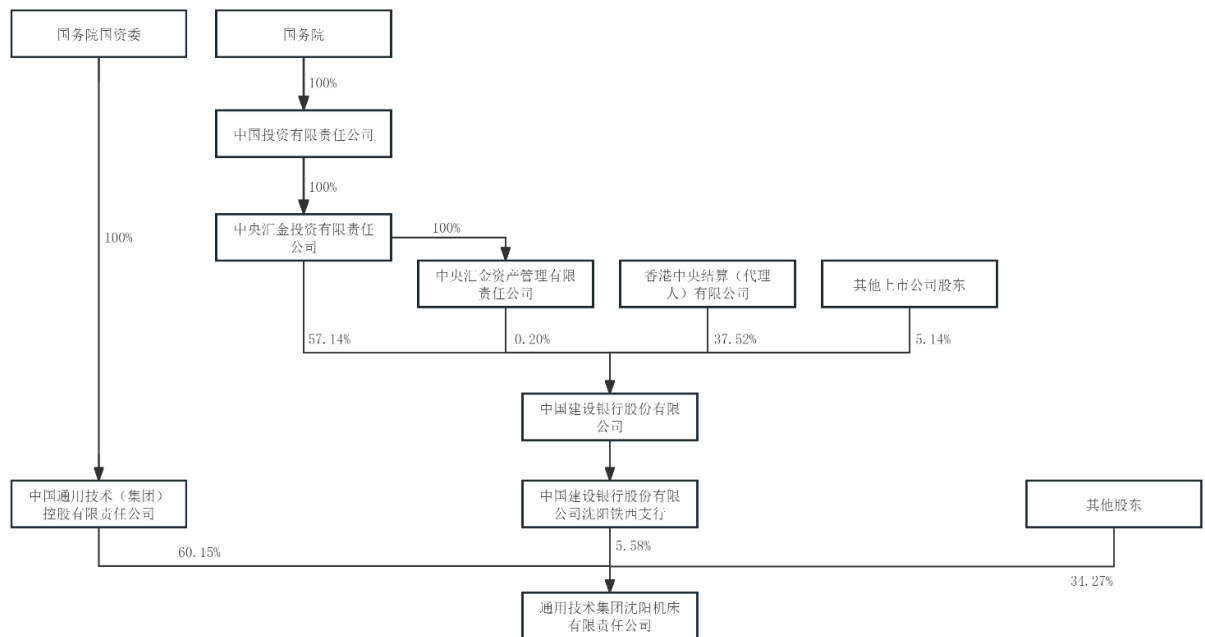 国务院国资委
国务院
100%
中国投资有限责任公司
100%
中央汇金投资有限责任
公司
100%
100%
中央汇金资产管理有限
责任公司
香港中央结算（代理
人）有限公司
其他上市公司股东
57.14%
0.20%
37.52%
5.14%
中国建设银行股份有限
公司
中国通用技术（集团）
控股有限责任公司
中国建设银行股份有限
公司沈阳铁西支行
其他股东
60.15%
5.58%
34.27%
通用技术集团沈阳机床
有限责任公司